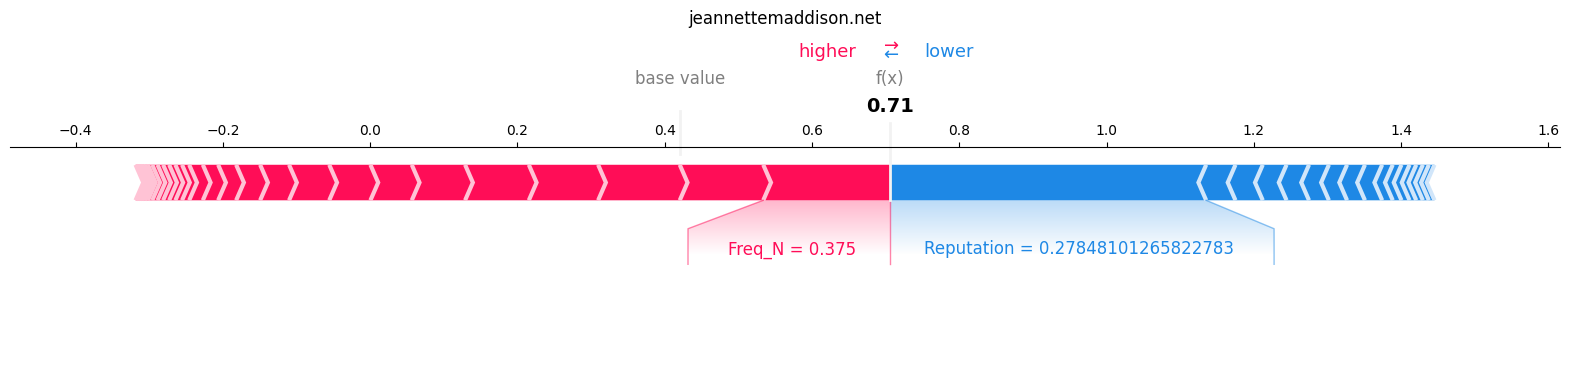 jeannettemaddison.net
higher ⇄ lower
base value f(x)
0.71
−0.4 −0.2 0.0 0.2 0.4 0.6 0.8 1.0 1.2 1.4 1.6
Freq_N = 0.375 Reputation = 0.27848101265822783